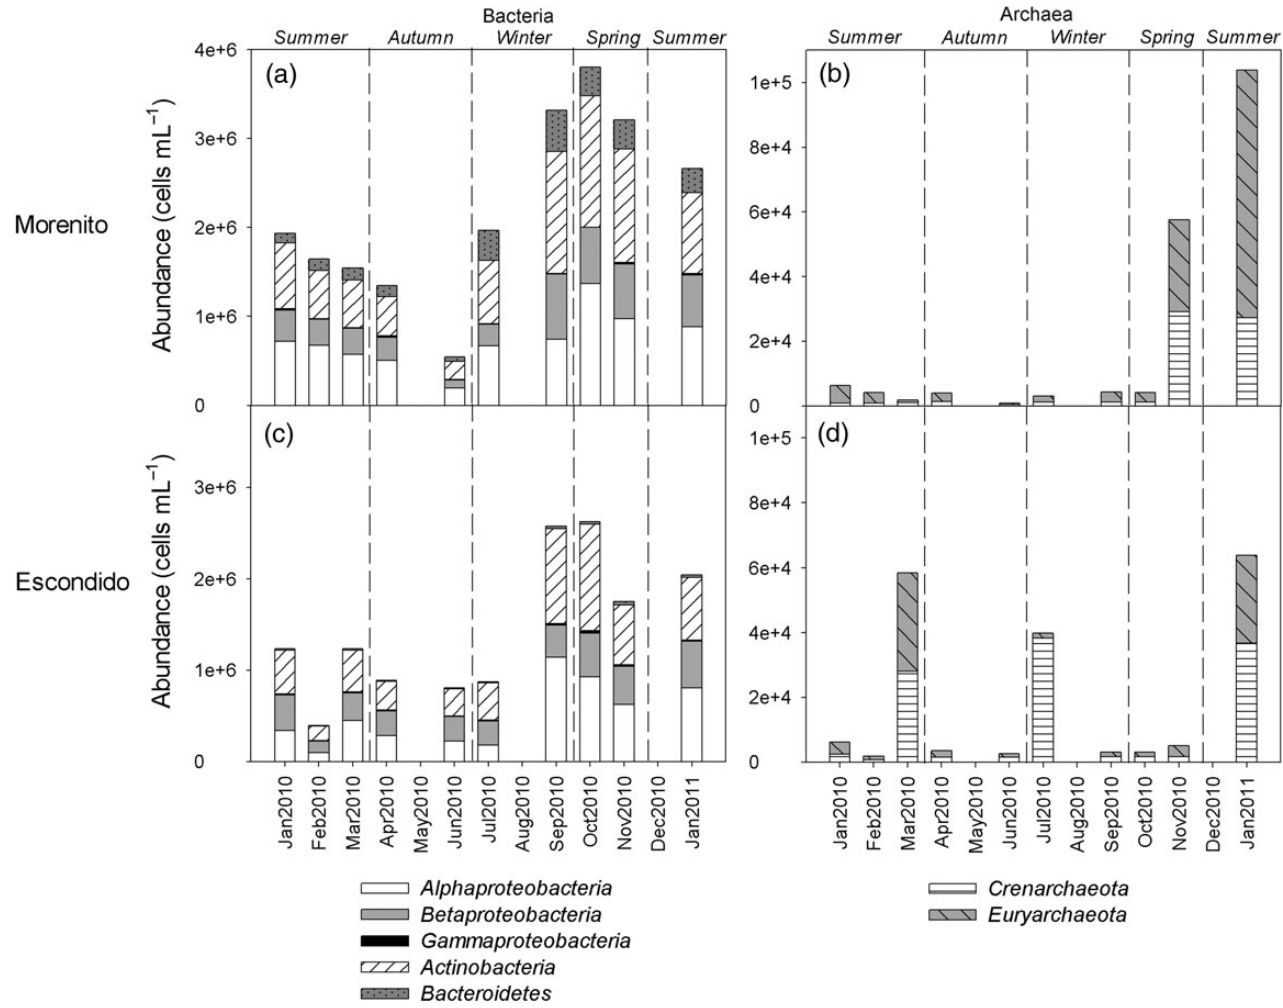 Bacteria
Summer Autumn Winter Spring Summer
Archaea
Summer Autumn Winter Spring Summer
Morenito
Abundance (cells mL⁻¹)
4e+6
3e+6
2e+6
1e+6
0
(a)
1e+5
8e+4
6e+4
4e+4
2e+4
0
(b)
Escondido
Abundance (cells mL⁻¹)
3e+6
2e+6
1e+6
0
(c)
1e+5
8e+4
6e+4
4e+4
2e+4
0
(d)
Jan2010
Feb2010
Mar2010
Apr2010
May2010
Jun2010
Jul2010
Aug2010
Sep2010
Oct2010
Nov2010
Dec2010
Jan2011
Jan2010
Feb2010
Mar2010
Apr2010
May2010
Jun2010
Jul2010
Aug2010
Sep2010
Oct2010
Nov2010
Dec2010
Jan2011
Alphaproteobacteria
Betaproteobacteria
Gammaproteobacteria
Actinobacteria
Bacteroidetes
Crenarchaeota
Euryarchaeota